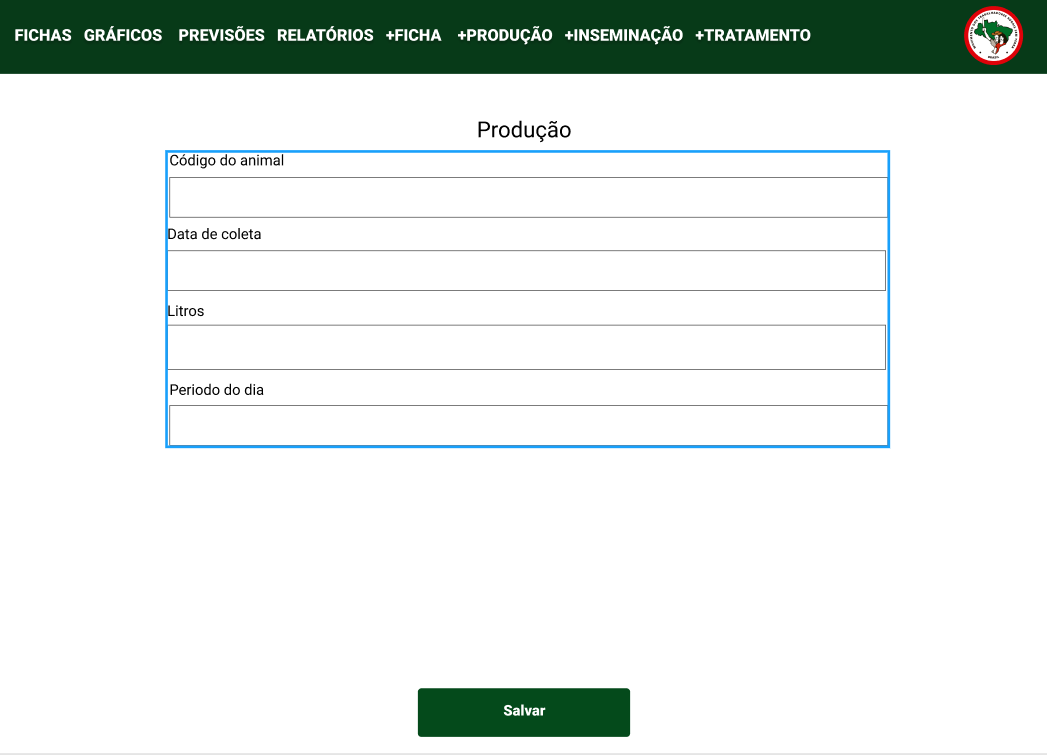 FICHAS GRÁFICOS PREVISÕES RELATÓRIOS +FICHA +PRODUÇÃO +INSEMINAÇÃO +TRATAMENTO
Produção
Código do animal
Data de coleta
Litros
Periodo do dia
Salvar